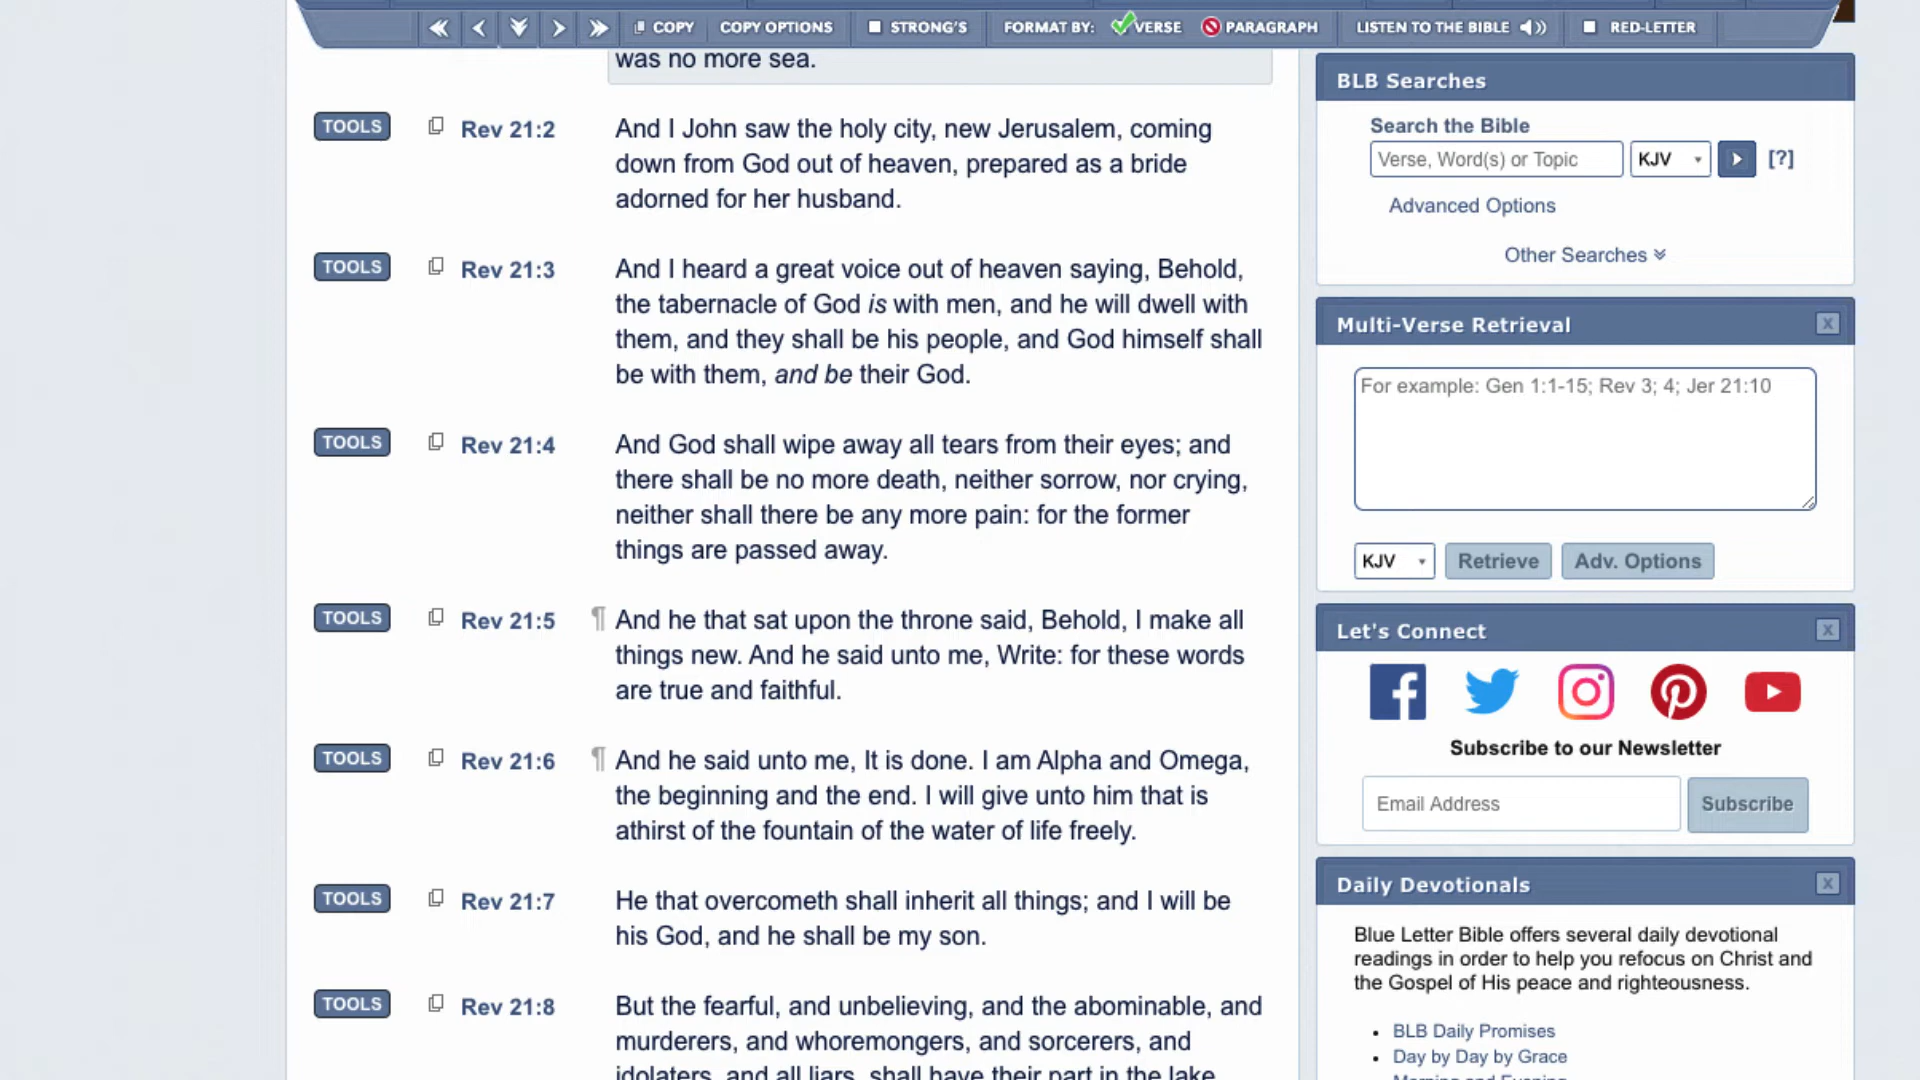 COPY COPY OPTIONS STRONG'S FORMAT BY: VERSE PARAGRAPH LISTEN TO THE BIBLE RED-LETTER
was no more sea.
TOOLS Rev 21:2 And I John saw the holy city, new Jerusalem, coming
down from God out of heaven, prepared as a bride
adorned for her husband.
TOOLS Rev 21:3 And I heard a great voice out of heaven saying, Behold,
the tabernacle of God is with men, and he will dwell with
them, and they shall be his people, and God himself shall
be with them, and be their God.
TOOLS Rev 21:4 And God shall wipe away all tears from their eyes; and
there shall be no more death, neither sorrow, nor crying,
neither shall there be any more pain: for the former
things are passed away.
TOOLS Rev 21:5 ¶ And he that sat upon the throne said, Behold, I make all
things new. And he said unto me, Write: for these words
are true and faithful.
TOOLS Rev 21:6 ¶ And he said unto me, It is done. I am Alpha and Omega,
the beginning and the end. I will give unto him that is
athirst of the fountain of the water of life freely.
TOOLS Rev 21:7 He that overcometh shall inherit all things; and I will be
his God, and he shall be my son.
TOOLS Rev 21:8 But the fearful, and unbelieving, and the abominable, and
murderers, and whoremongers, and sorcerers, and
idolaters, and all liars, shall have their part in the lake
BLB Searches
Search the Bible
Verse, Word(s) or Topic KJV [?]
Advanced Options
Other Searches
Multi-Verse Retrieval X
For example: Gen 1:1-15; Rev 3; 4; Jer 21:10
KJV Retrieve Adv. Options
Let's Connect X
Subscribe to our Newsletter
Email Address Subscribe
Daily Devotionals X
Blue Letter Bible offers several daily devotional
readings in order to help you refocus on Christ and
the Gospel of His peace and righteousness.
• BLB Daily Promises
• Day by Day by Grace
Morning and Evening